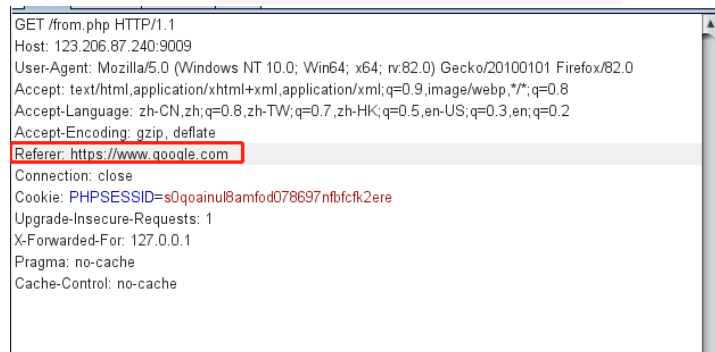 GET /from.php HTTP/1.1
Host: 123.206.87.240:9009
User-Agent: Mozilla/5.0 (Windows NT 10.0; Win64; x64; rv:82.0) Gecko/20100101 Firefox/82.0
Accept: text/html,application/xhtml+xml,application/xml;q=0.9,image/webp,*/*;q=0.8
Accept-Language: zh-CN,zh;q=0.8,zh-TW;q=0.7,zh-HK;q=0.5,en-US;q=0.3,en;q=0.2
Accept-Encoding: gzip, deflate
Referer: https://www.google.com
Connection: close
Cookie: PHPSESSID=s0qoainul8amfod078697nfbfcfk2ere
Upgrade-Insecure-Requests: 1
X-Forwarded-For: 127.0.0.1
Pragma: no-cache
Cache-Control: no-cache